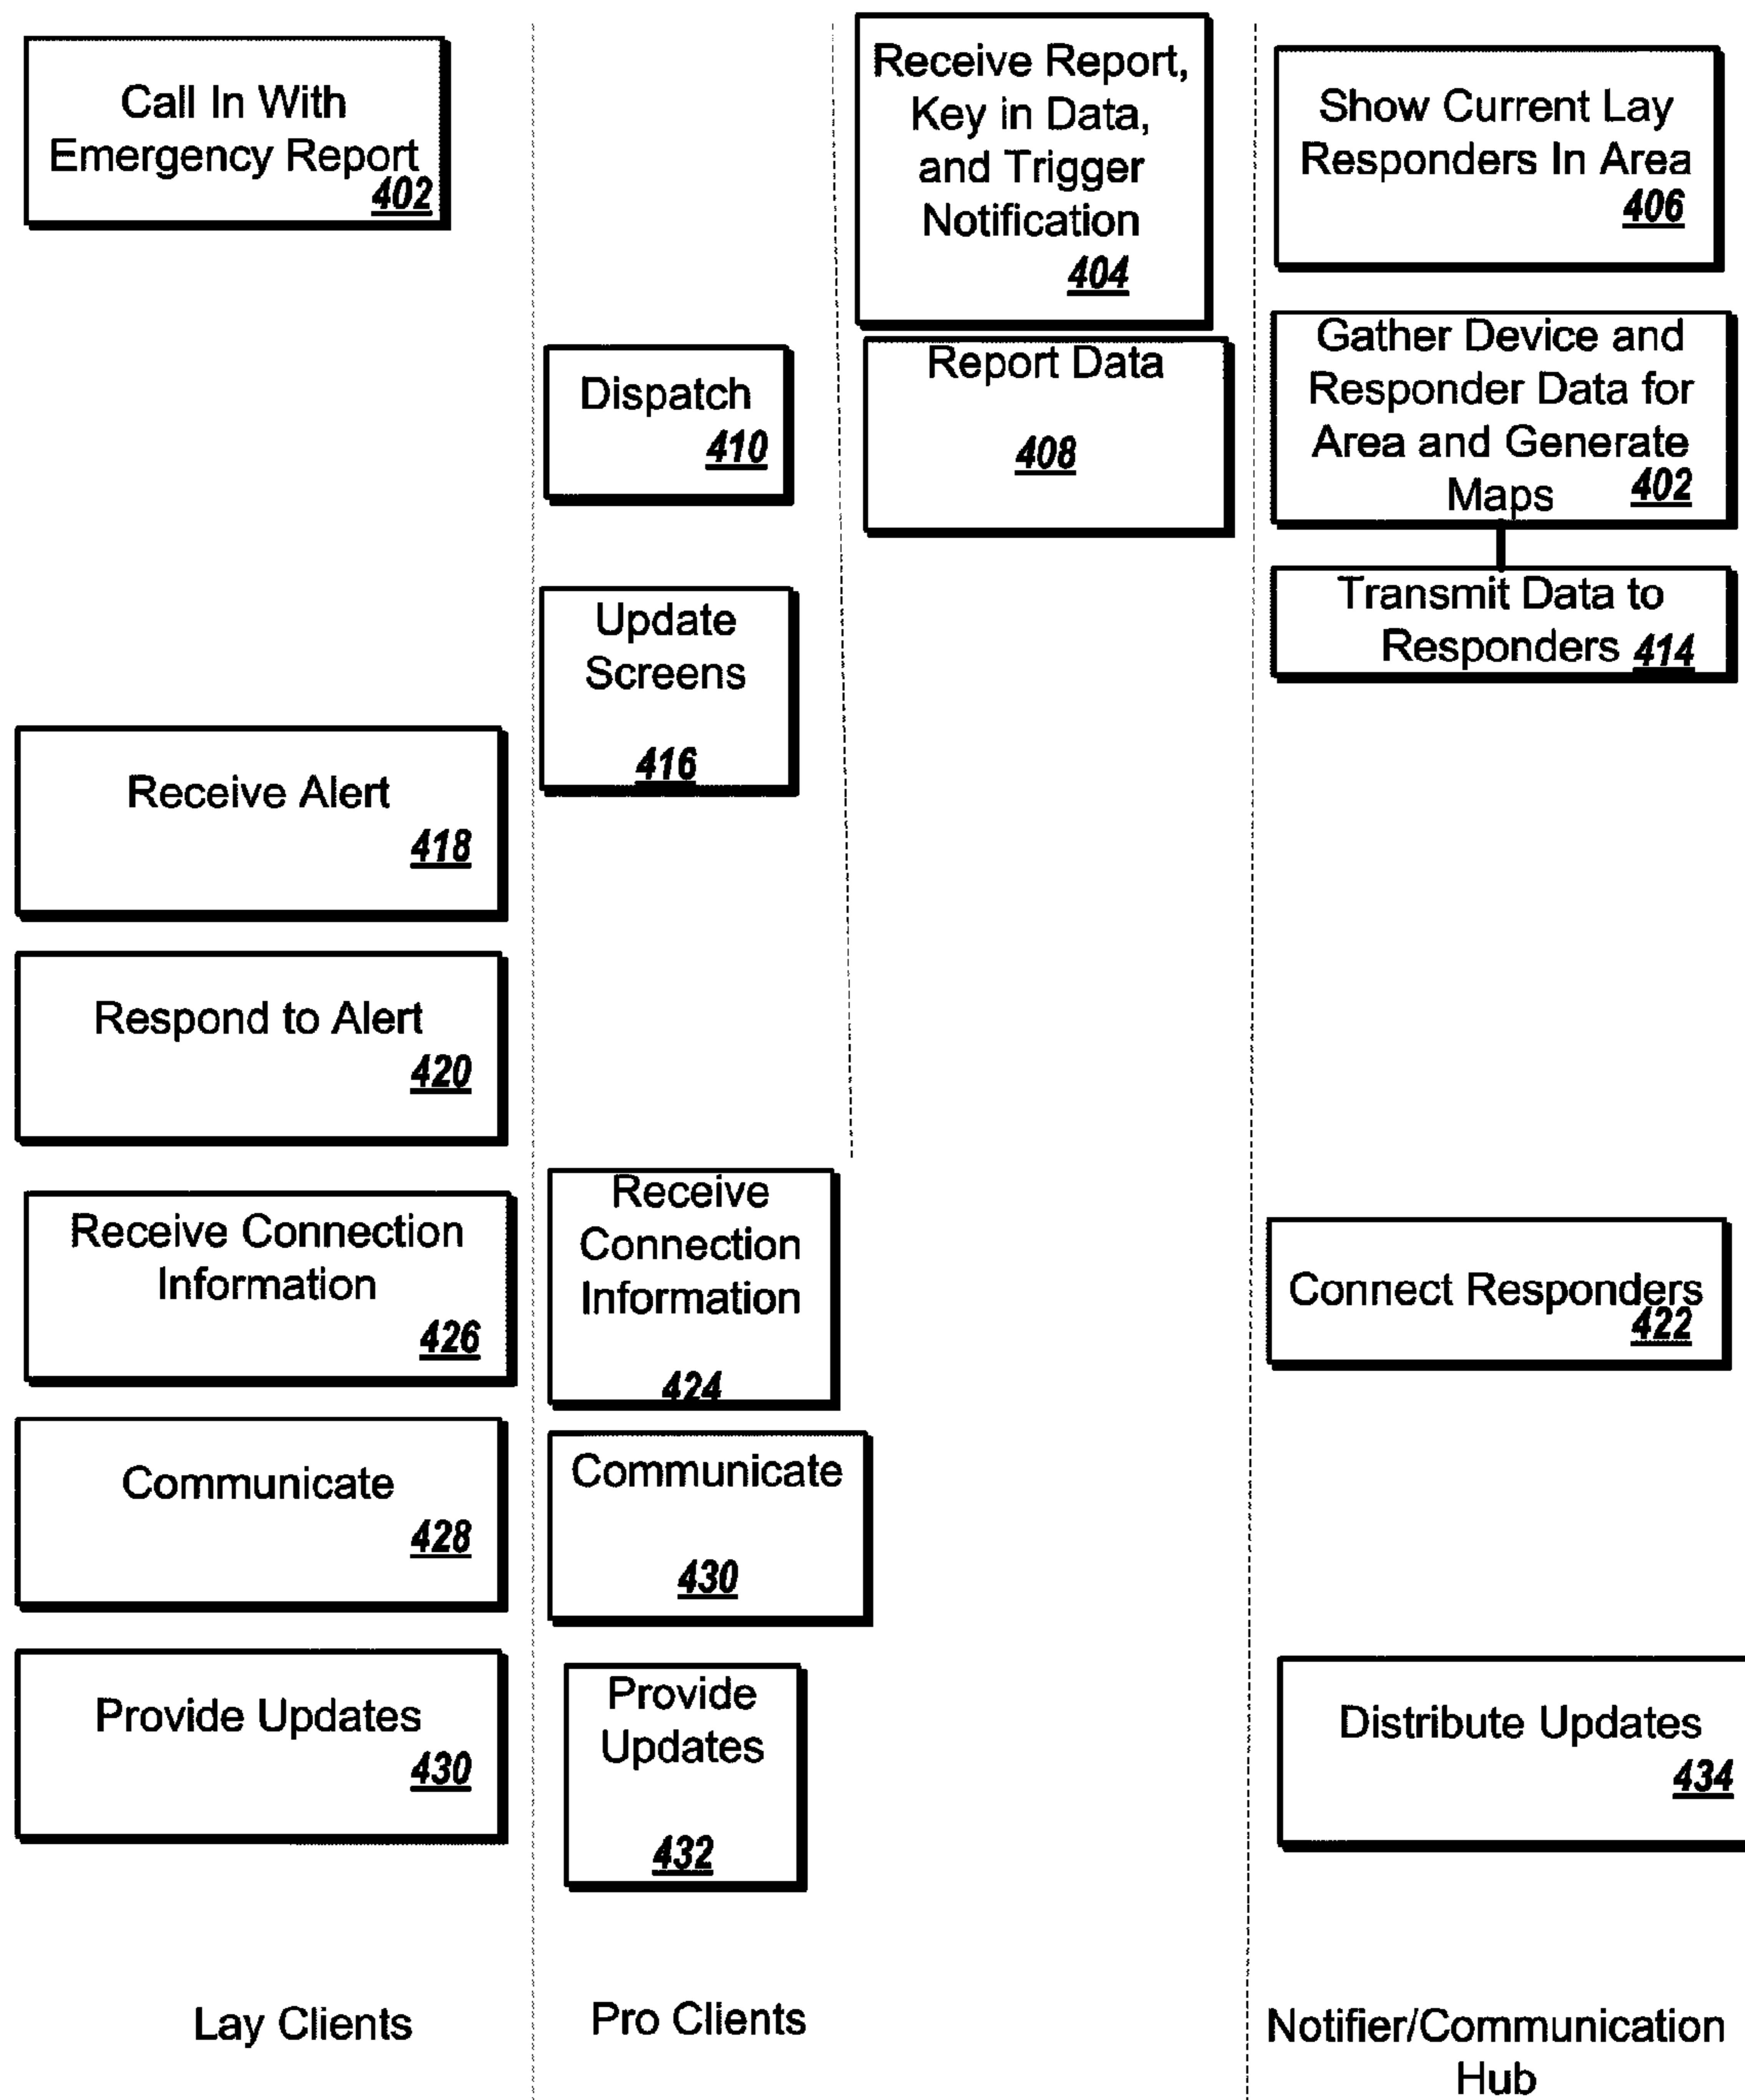 Call In With
Emergency Report
402
Receive Report,
Key in Data,
and Trigger
Notification
404
Show Current Lay
Responders In Area
406
Dispatch
410
Report Data
408
Gather Device and
Responder Data for
Area and Generate
Maps 402
Transmit Data to
Responders 414
Update
Screens
416
Receive Alert
418
Respond to Alert
420
Receive Connection
Information
426
Receive
Connection
Information
424
Connect Responders
422
Communicate
428
Communicate
430
Provide Updates
430
Provide
Updates
432
Distribute Updates
434
Lay Clients
Pro Clients
Notifier/Communication
Hub